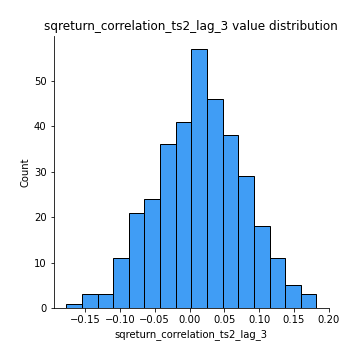 sqreturn_correlation_ts2_lag_3 value distribution
50
40
30
20
10
0
Count
−0.15 −0.10 −0.05 0.00 0.05 0.10 0.15 0.20
sqreturn_correlation_ts2_lag_3